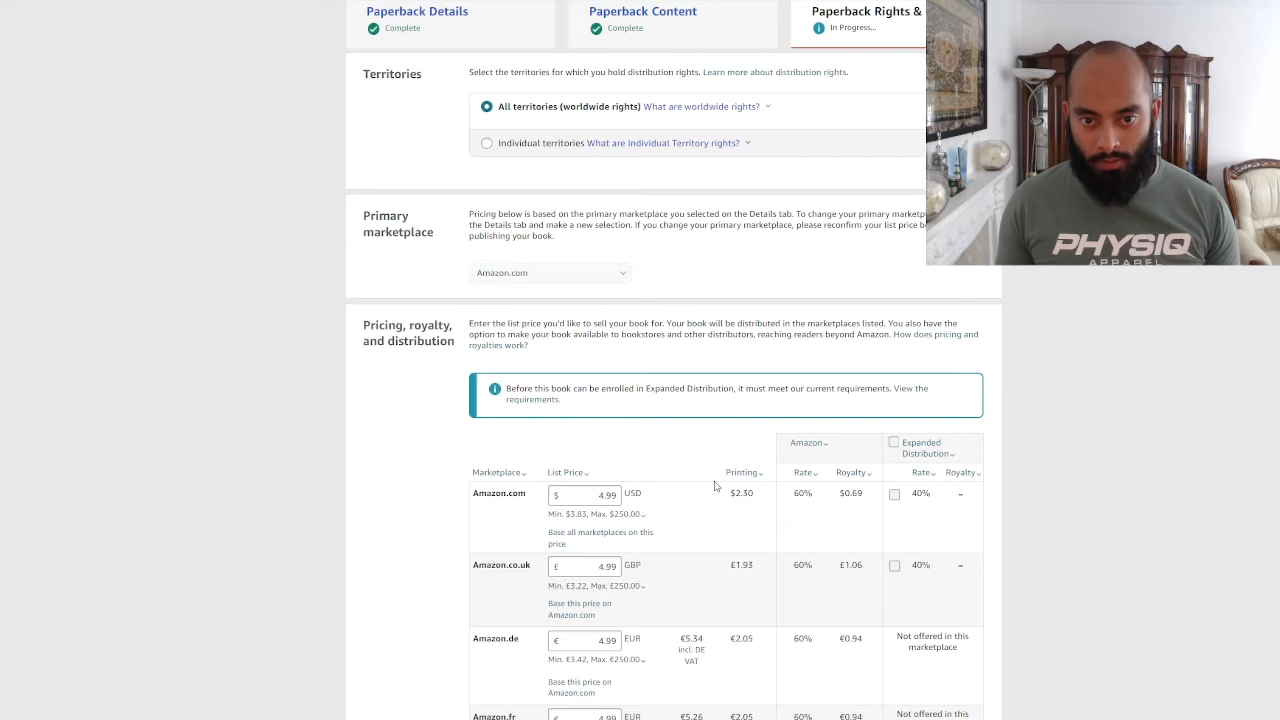 Paperback Details
Complete
Paperback Content
Complete
Paperback Rights &
In Progress...
Territories
Select the territories for which you hold distribution rights. Learn more about distribution rights.
All territories (worldwide rights) What are worldwide rights?
Individual territories What are Individual Territory rights?
Primary marketplace
Pricing below is based on the primary marketplace you selected on the Details tab. To change your primary marketp
the Details tab and make a new selection. If you change your primary marketplace, please reconfirm your list price b
publishing your book.
Amazon.com
Pricing, royalty, and distribution
Enter the list price you'd like to sell your book for. Your book will be distributed in the marketplaces listed. You also have the
option to make your book available to bookstores and other distributors, reaching readers beyond Amazon. How does pricing and
royalties work?
Before this book can be enrolled in Expanded Distribution, it must meet our current requirements. View the
requirements.
Amazon
Expanded Distribution
Marketplace List Price Printing Rate Royalty Rate Royalty
Amazon.com $ 4.99 USD $2.30 60% $0.69 40% –
Min. $3.83, Max. $250.00
Base all marketplaces on this
price
Amazon.co.uk £ 4.99 GBP £1.93 60% £1.06 40% –
Min. £3.22, Max. £250.00
Base this price on
Amazon.com
Amazon.de € 4.99 EUR €5.34 incl. DE VAT €2.05 60% €0.94 Not offered in this marketplace
Min. €3.42, Max. €250.00
Base this price on
Amazon.com
Amazon.fr € 4.99 EUR €5.26 €2.05 60% €0.94 Not offered in this
PHYSIQ
APPAREL